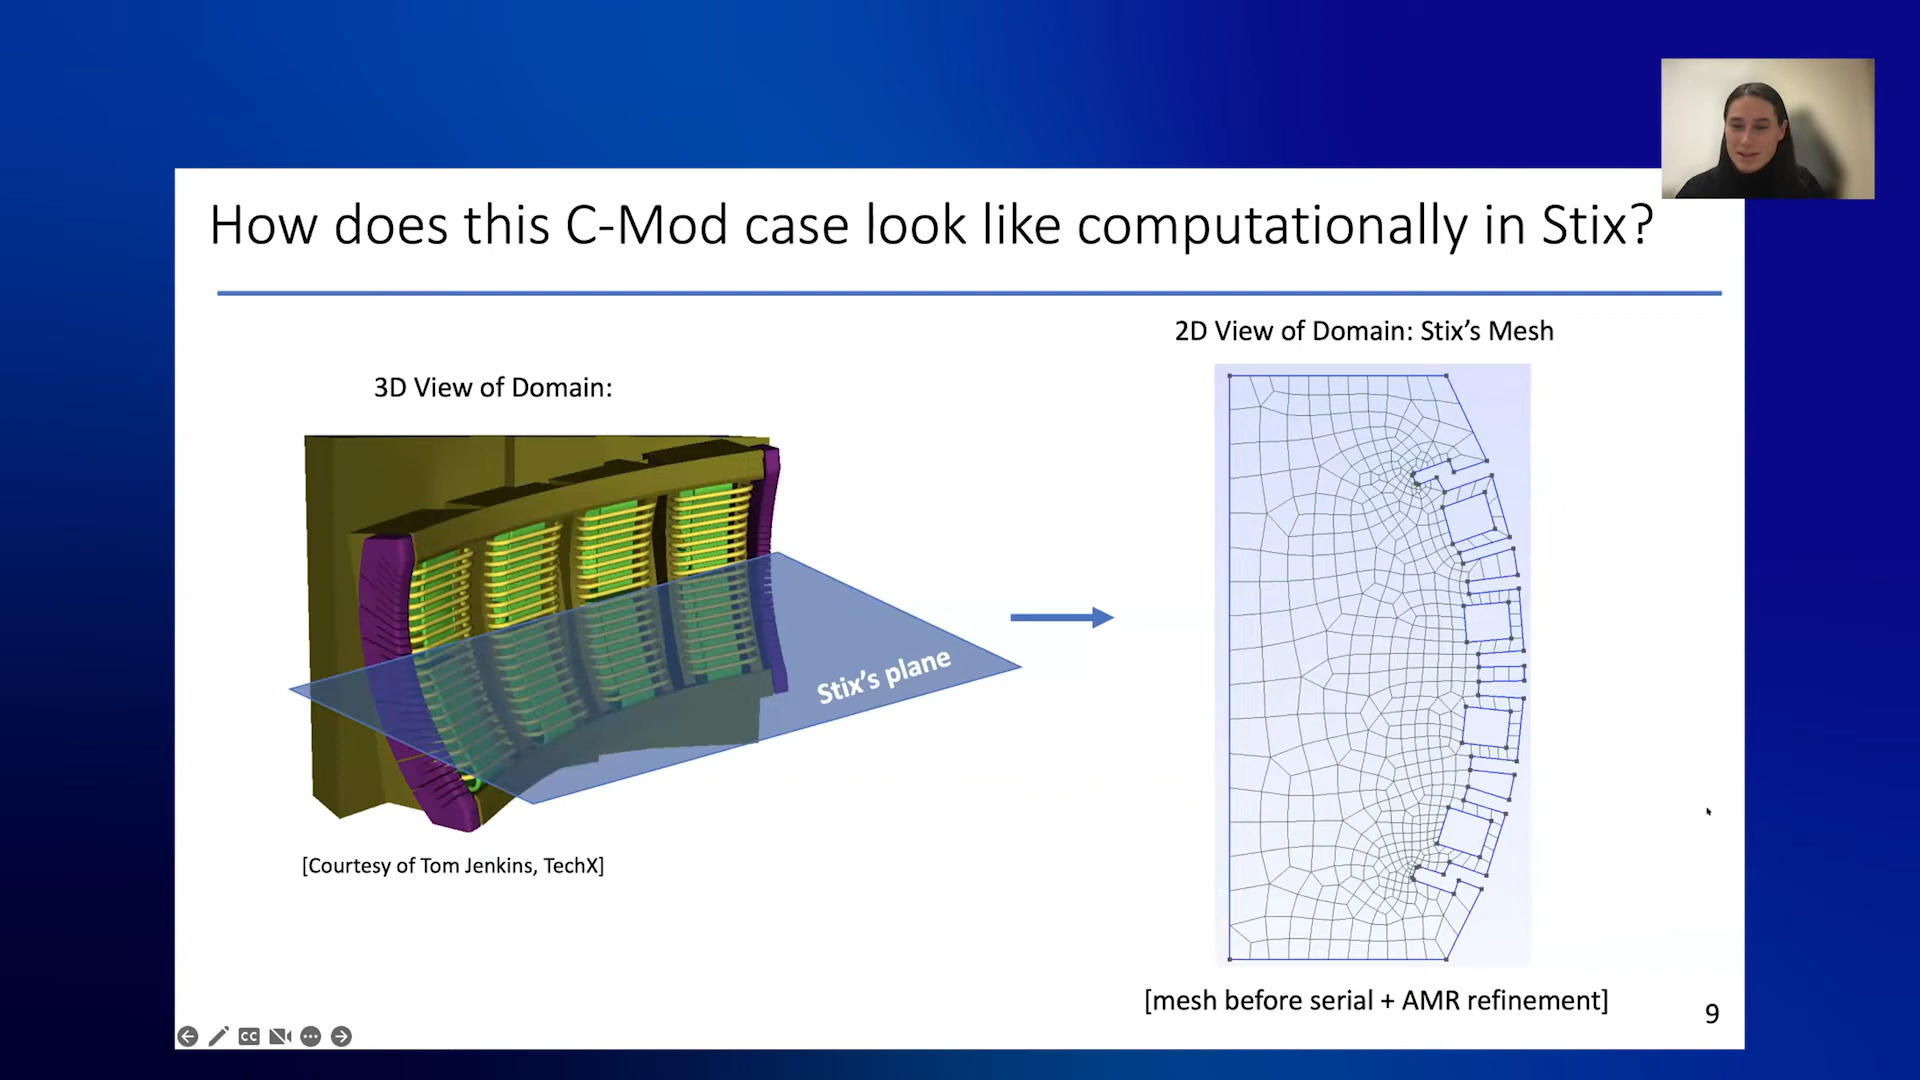 How does this C-Mod case look like computationally in Stix?
2D View of Domain: Stix’s Mesh
3D View of Domain:
Stix’s plane
[Courtesy of Tom Jenkins, TechX]
[mesh before serial + AMR refinement]
9
CC